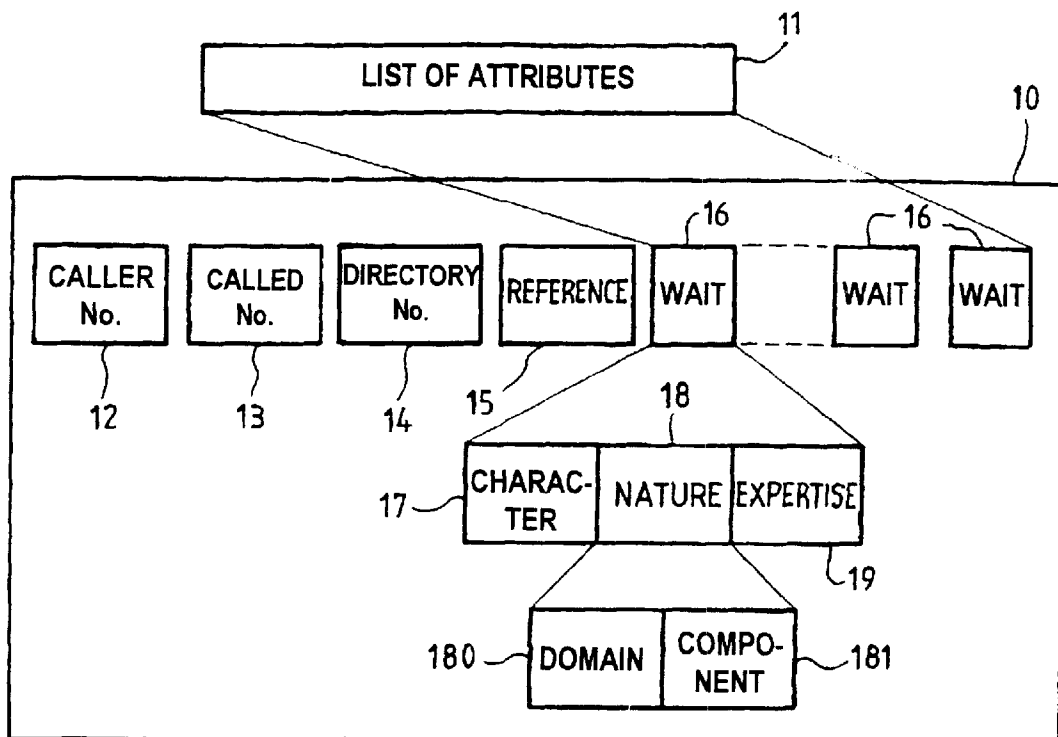 11
LIST OF ATTRIBUTES
10
16 16
CALLER No.
CALLED No.
DIRECTORY No.
REFERENCE
WAIT
WAIT
WAIT
12 13 14 15
18
17
CHARAC-
TER
NATURE
EXPERTISE
19
180
DOMAIN
COMPO-
NENT
181